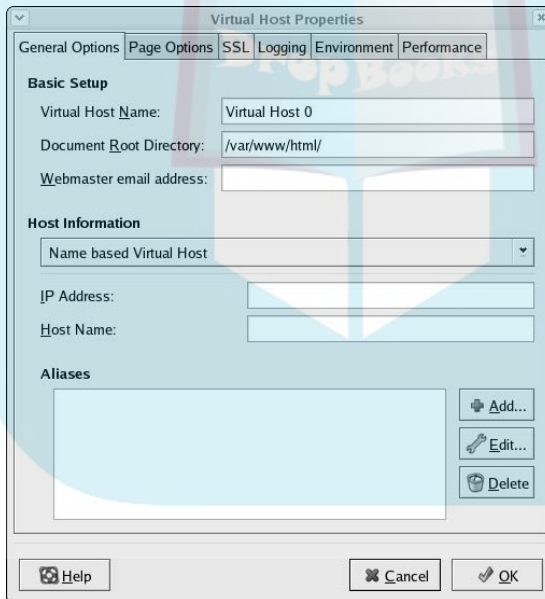 Virtual Host Properties
General Options Page Options SSL Logging Environment Performance
Drop Books
Basic Setup
Virtual Host Name: Virtual Host 0
Document Root Directory: /var/www/html/
Webmaster email address:
Host Information
Name based Virtual Host
IP Address:
Host Name:
Aliases
Add...
Edit...
Delete
Help Cancel OK